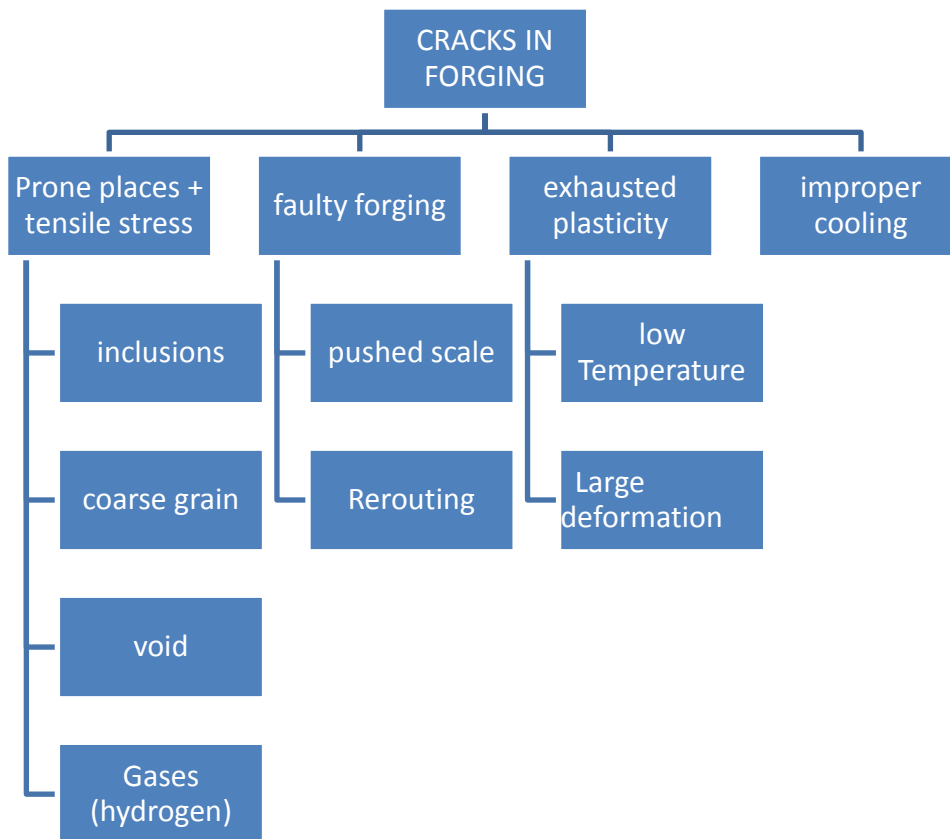 CRACKS IN
FORGING
Prone places +
tensile stress
faulty forging
exhausted
plasticity
improper
cooling
inclusions
pushed scale
low
Temperature
coarse grain
Rerouting
Large
deformation
void
Gases
(hydrogen)